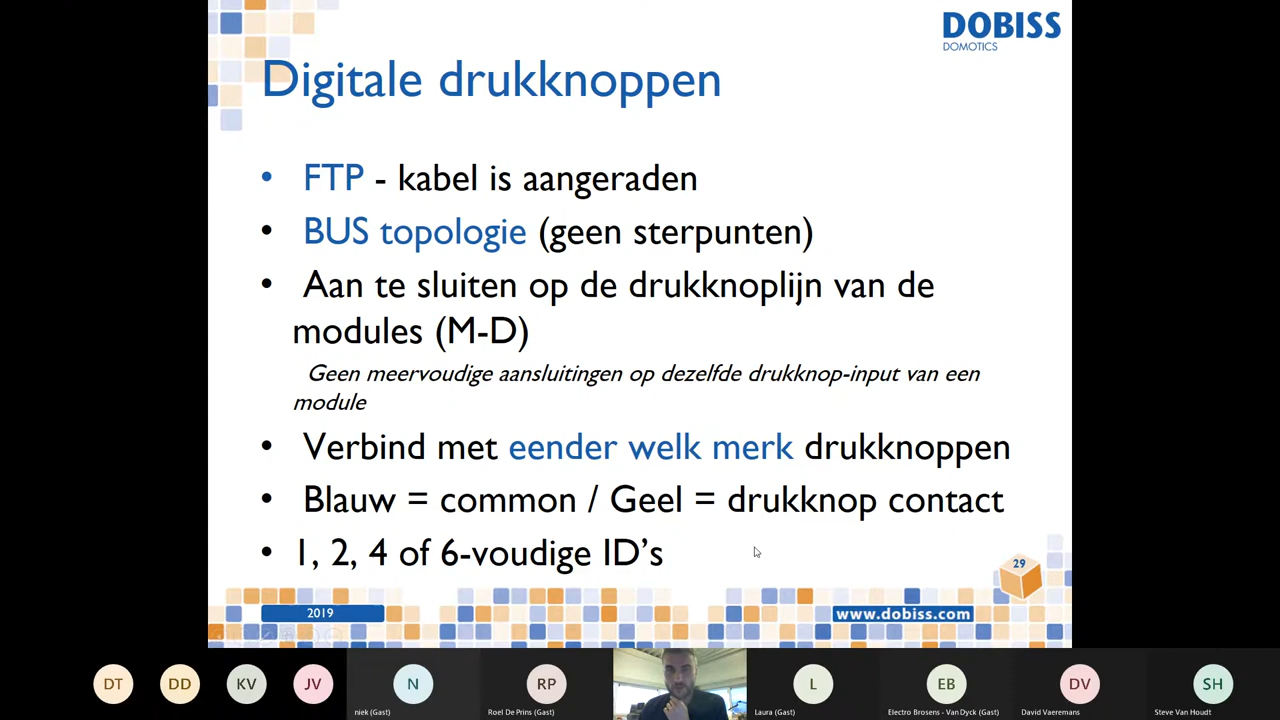 DOBISS
DOMOTICS
Digitale drukknoppen
• FTP - kabel is aangeraden
• BUS topologie (geen sterpunten)
• Aan te sluiten op de drukknoplijn van de
modules (M-D)
Geen meervoudige aansluitingen op dezelfde drukknop-input van een
module
• Verbind met eender welk merk drukknoppen
• Blauw = common / Geel = drukknop contact
• 1, 2, 4 of 6-voudige ID's
29
2019
www.dobiss.com
DT
DD
KV
JV
N
RP
L
EB
DV
SH
niek (Gast)
Roel De Prins (Gast)
Laura (Gast)
Electro Brosens - Van Dyck (Gast)
David Vaeremans
Steve Van Houdt